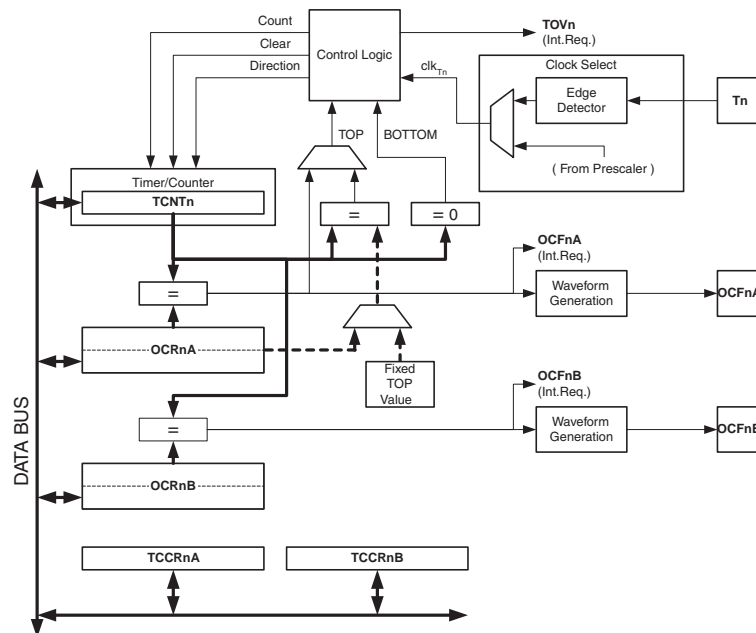 Count
Clear
Direction
Control Logic
TOVn
(Int.Req.)
clkTn
Clock Select
Edge
Detector
Tn
( From Prescaler )
TOP
BOTTOM
Timer/Counter
TCNTn
=
= 0
OCFnA
(Int.Req.)
=
Waveform
Generation
OCFnA
OCRnA
Fixed
TOP
Value
OCFnB
(Int.Req.)
=
Waveform
Generation
OCFnB
OCRnB
DATA BUS
TCCRnA
TCCRnB